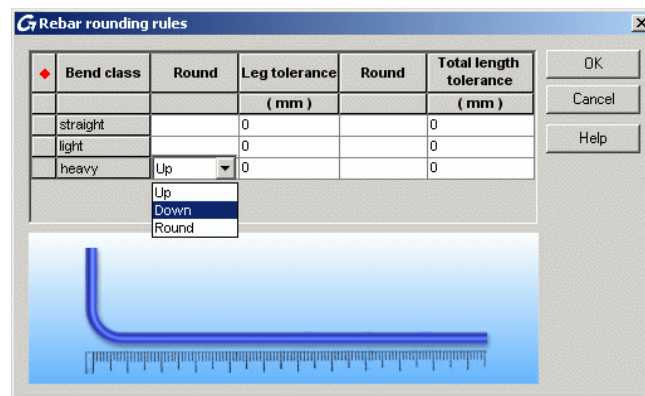 Rebar rounding rules
Bend class Round Leg tolerance Round Total length tolerance
( mm ) ( mm )
straight 0 0
light 0 0
heavy Up 0 0
Up
Down
Round
OK
Cancel
Help